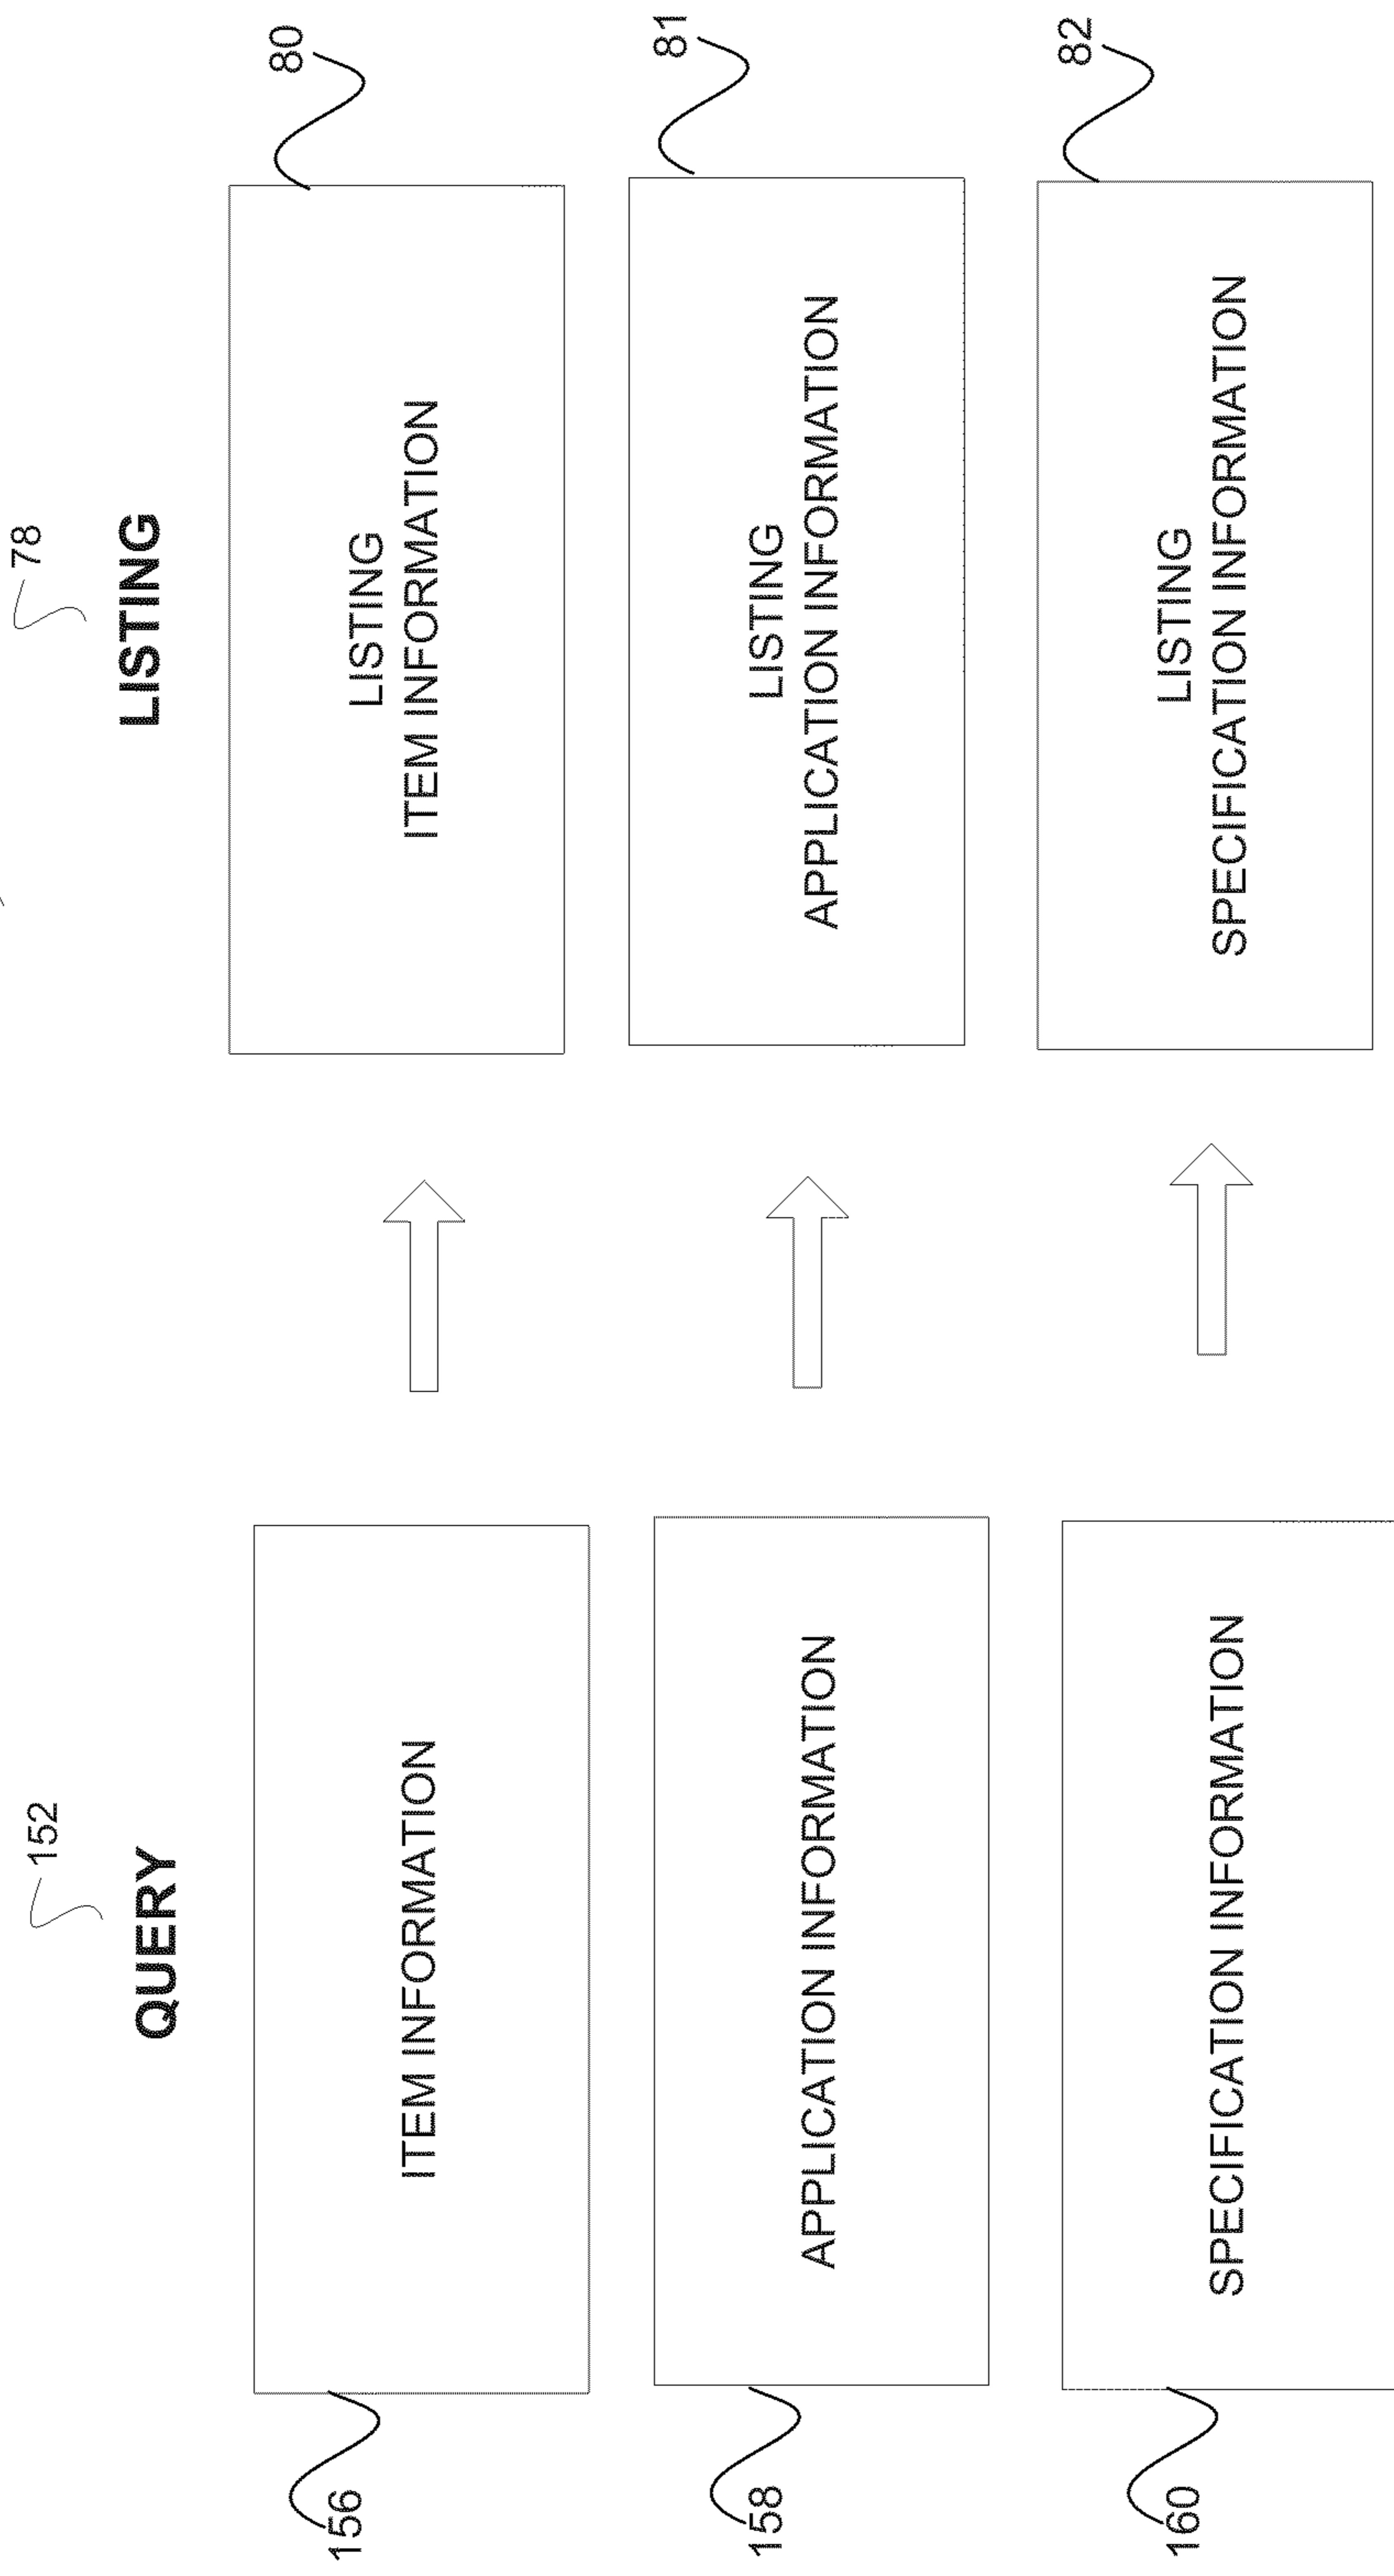 152
78
QUERY
LISTING
156
ITEM INFORMATION
LISTING
ITEM INFORMATION
80
158
APPLICATION INFORMATION
LISTING
APPLICATION INFORMATION
81
160
SPECIFICATION INFORMATION
LISTING
SPECIFICATION INFORMATION
82